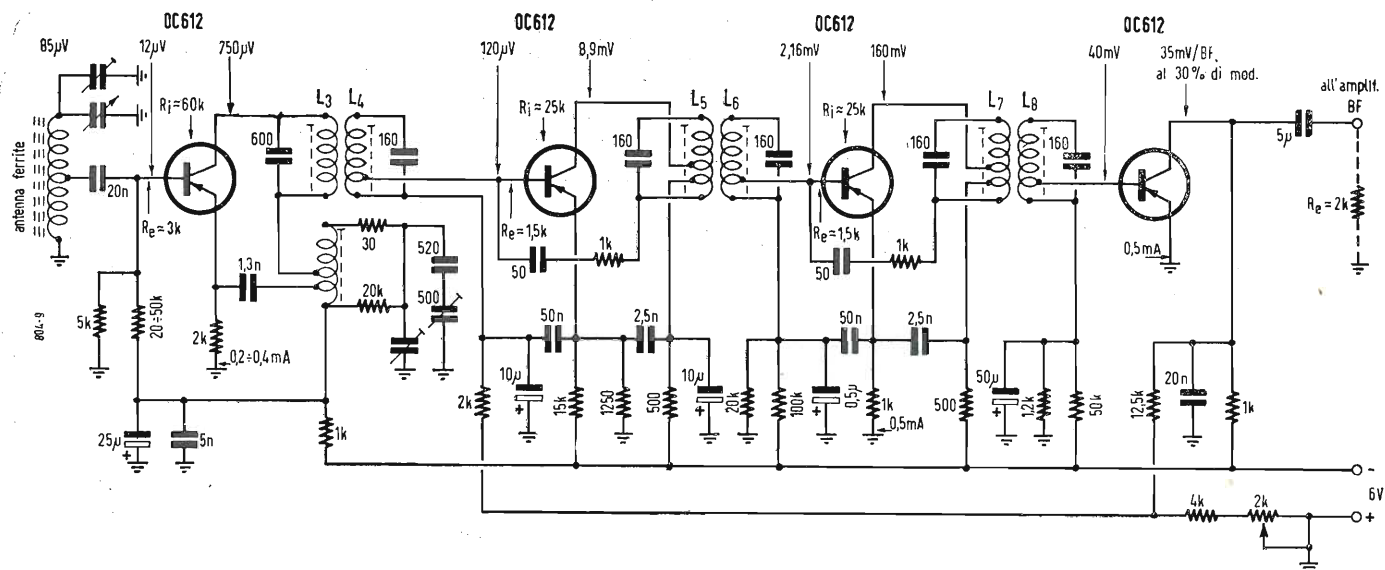 OC612
OC612
OC612
OC612
85µV
12µV
750µV
120µV
8,9mV
2,16mV
160mV
40mV
35mV/BF.
al 30% di mod.
all'amplif.
BF
antenna ferrite
Ri≈60k
L3
L4
Ri≈25k
L5
L6
Ri≈25k
L7
L8
5µ
20n
600
160
160
160
160
160
Re≈3k
Re≈1,5k
Re≈1,5k
Re≈2k
30
520
500
50
1k
50
1k
0,5mA
1,3n
20k
804-9
5k
20÷50k
2k
0,2÷0,4mA
50n
2,5n
50n
2,5n
2k
10µ
+
15k
1250
500
10µ
+
20k
100k
0,5µ
+
1k
0,5mA
500
50µ
+
1,2k
50k
12,5k
20n
1k
25µ
+
5n
1k
-
6V
+
4k
2k